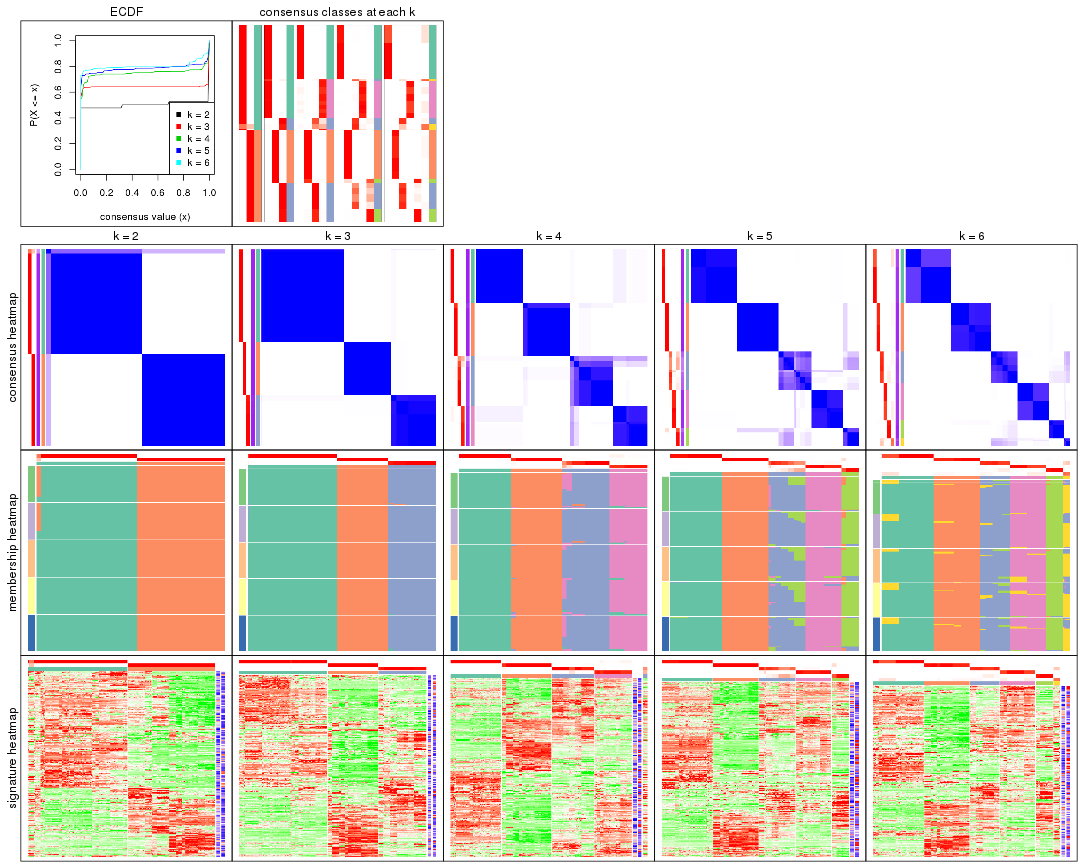 ECDF
consensus classes at each k
P(X <= x)
0.0 0.2 0.4 0.6 0.8 1.0
k = 2
k = 3
k = 4
k = 5
k = 6
0.0 0.2 0.4 0.6 0.8 1.0
consensus value (x)
k = 2
k = 3
k = 4
k = 5
k = 6
consensus heatmap
membership heatmap
signature heatmap